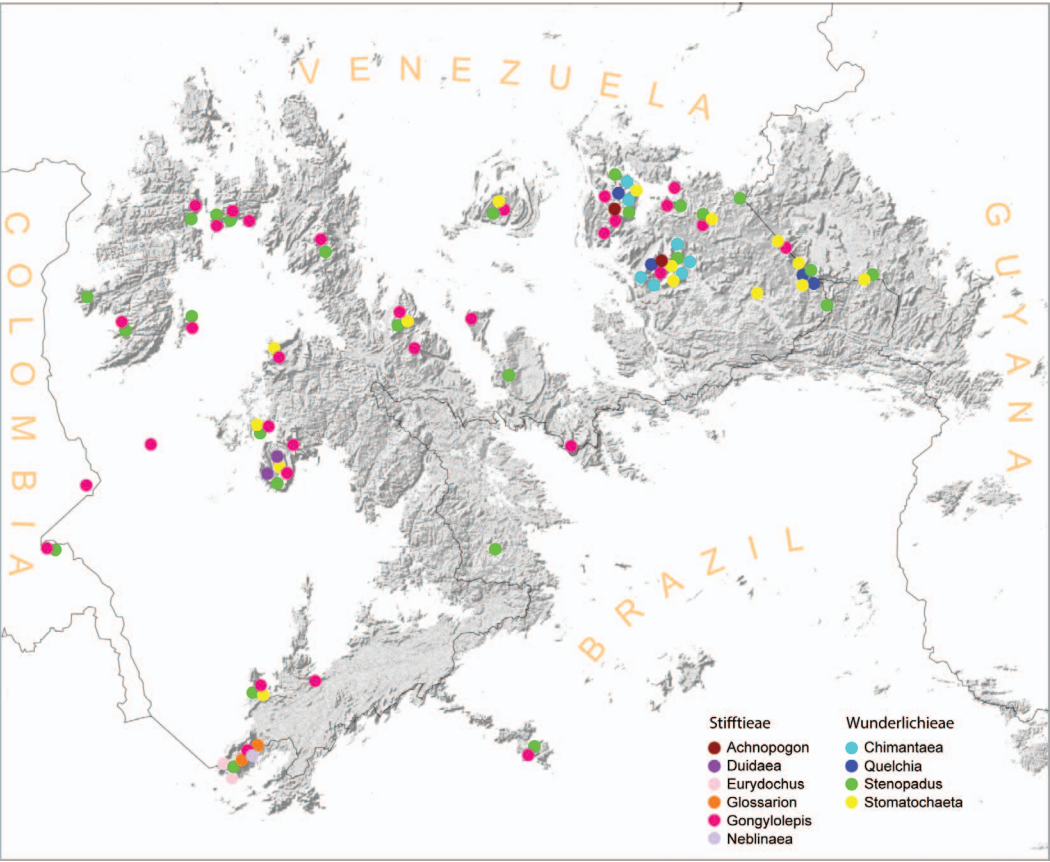 VENEZUELA
COLOMBIA
GUYANA
BRAZIL
Stifftieae
Achnopogon
Duidaea
Eurydochus
Glossarion
Gongylolepis
Neblinaea
Wunderlichieae
Chimantaea
Quelchia
Stenopadus
Stomatochaeta